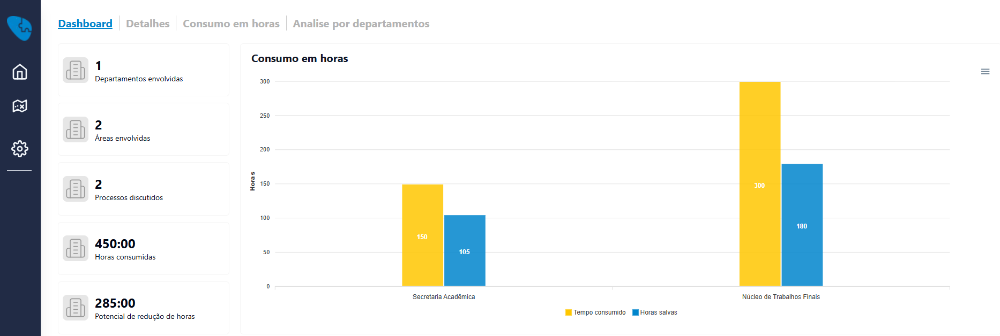 Dashboard Detalhes Consumo em horas Analise por departamentos
1
Departamentos envolvidas
2
Áreas envolvidas
2
Processos discutidos
450:00
Horas consumidas
285:00
Potencial de redução de horas
Consumo em horas
Horas
300
250
200
150
100
50
0
150
105
300
180
Secretaria Acadêmica
Núcleo de Trabalhos Finais
Tempo consumido Horas salvas